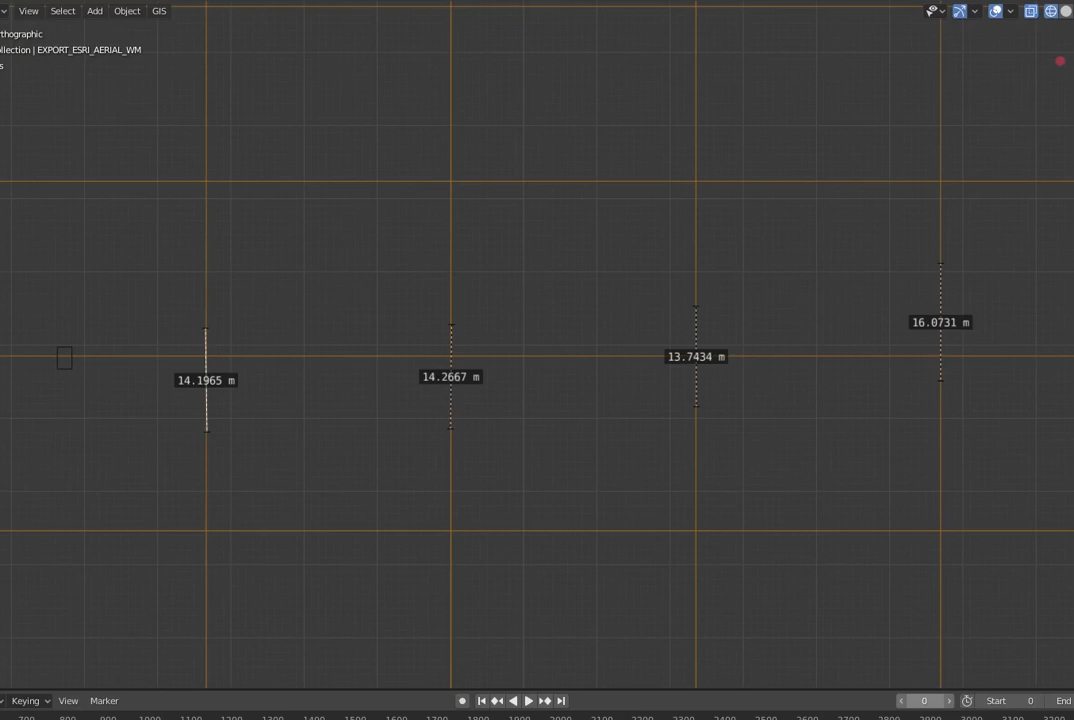 View Select Add Object GIS
thographic
llection | EXPORT_ESRI_AERIAL_WM
s
16.0731 m
13.7434 m
14.2667 m
14.1965 m
Keying View Marker 0 Start 0 End